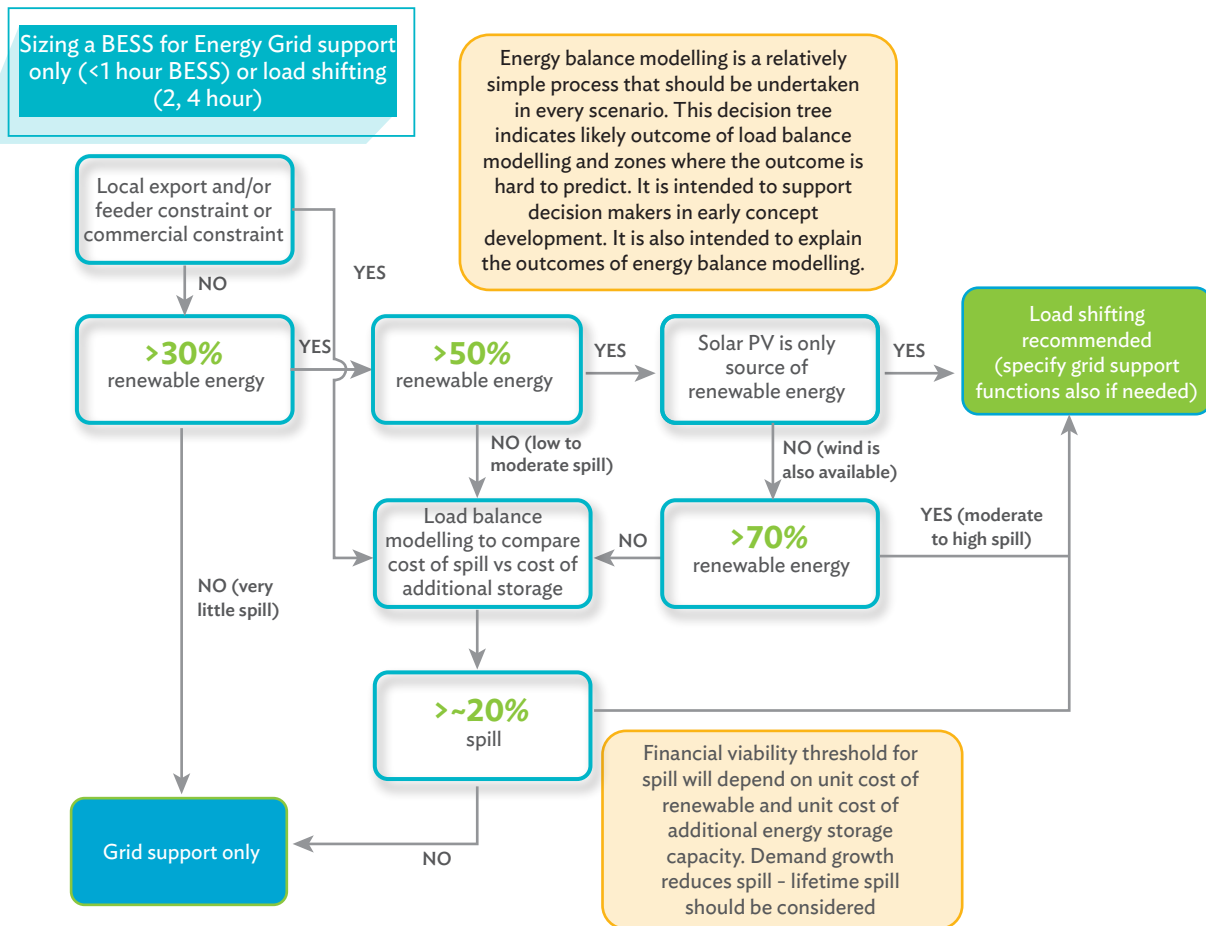 Sizing a BESS for Energy Grid support
only (<1 hour BESS) or load shifting
(2, 4 hour)
Energy balance modelling is a relatively
simple process that should be undertaken
in every scenario. This decision tree
indicates likely outcome of load balance
modelling and zones where the outcome is
hard to predict. It is intended to support
decision makers in early concept
development. It is also intended to explain
the outcomes of energy balance modelling.
Local export and/or
feeder constraint or
commercial constraint
YES
NO
>30%
renewable energy
YES
>50%
renewable energy
YES
Solar PV is only
source of
renewable energy
YES
Load shifting
recommended
(specify grid support
functions also if needed)
NO (low to
moderate spill)
NO (wind is
also available)
Load balance
modelling to compare
cost of spill vs cost of
additional storage
NO
>70%
renewable energy
YES (moderate
to high spill)
NO (very
little spill)
>~20%
spill
Financial viability threshold for
spill will depend on unit cost of
renewable and unit cost of
additional energy storage
capacity. Demand growth
reduces spill - lifetime spill
should be considered
Grid support only
NO